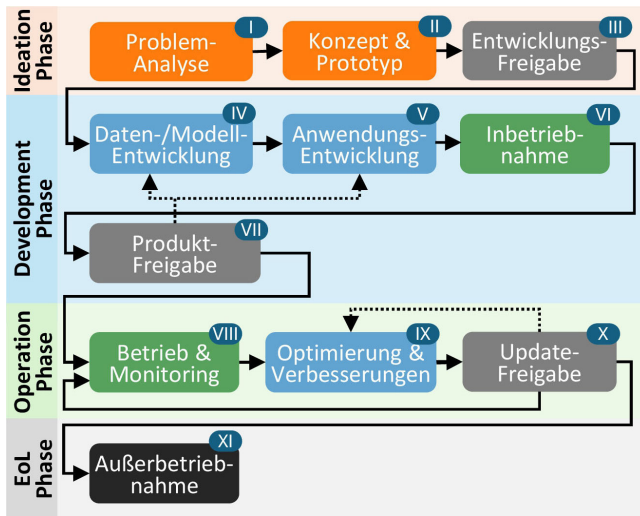 Ideation
Phase
I
Problem-
Analyse
II
Konzept &
Prototyp
III
Entwicklungs-
Freigabe
Development
Phase
IV
Daten-/Modell-
Entwicklung
V
Anwendungs-
Entwicklung
VI
Inbetrieb-
nahme
VII
Produkt-
Freigabe
Operation
Phase
VIII
Betrieb &
Monitoring
IX
Optimierung &
Verbesserungen
X
Update-
Freigabe
EoL
Phase
XI
Außerbetrieb-
nahme